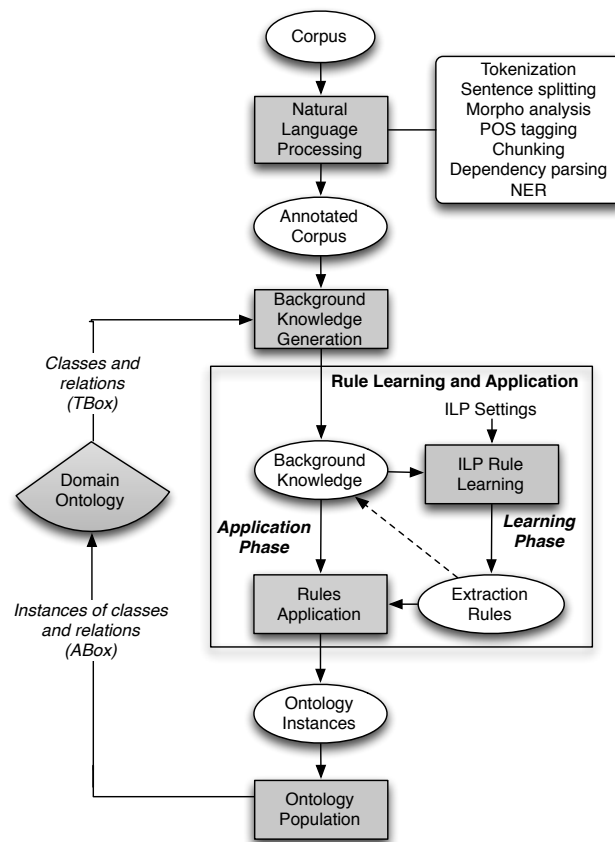 Corpus
Natural
Language
Processing
Tokenization
Sentence splitting
Morpho analysis
POS tagging
Chunking
Dependency parsing
NER
Annotated
Corpus
Background
Knowledge
Generation
Classes and
relations
(TBox)
Rule Learning and Application
ILP Settings
Background
Knowledge
ILP Rule
Learning
Domain
Ontology
Application
Phase
Learning
Phase
Rules
Application
Extraction
Rules
Instances of classes
and relations
(ABox)
Ontology
Instances
Ontology
Population